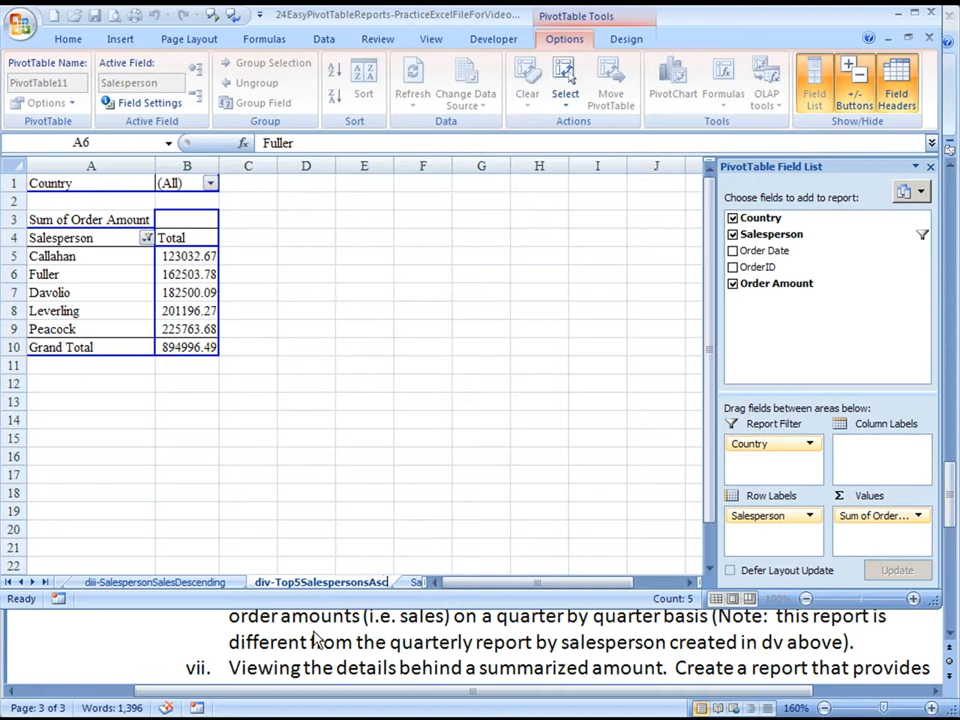 24EasyPivotTableReports-PracticeExcelFileForVideo...
PivotTable Tools
Home Insert Page Layout Formulas Data Review View Developer Options Design
PivotTable Name:
PivotTable11
Options
PivotTable
Active Field:
Salesperson
Field Settings
Active Field
Group Selection
Ungroup
Group Field
Group
Sort
Sort
Refresh
Change Data
Source
Data
Clear
Select
Move
PivotTable
Actions
PivotChart
Formulas
OLAP
tools
Tools
Field
List
+/-
Buttons
Field
Headers
Show/Hide
A6 fx Fuller
A B C D E F G H I J
1 Country (All)
2
3 Sum of Order Amount
4 Salesperson Total
5 Callahan 123032.67
6 Fuller 162503.78
7 Davolio 182500.09
8 Leverling 201196.27
9 Peacock 225763.68
10 Grand Total 894996.49
11
12
13
14
15
16
17
18
19
20
21
22
PivotTable Field List
Choose fields to add to report:
Country
Salesperson
Order Date
OrderID
Order Amount
Drag fields between areas below:
Report Filter Column Labels
Country
Row Labels Σ Values
Salesperson Sum of Order...
Defer Layout Update Update
diii-SalespersonSalesDescending div-Top5SalespersonsAsc Sal
Ready Count: 5 100%
order amounts (i.e. sales) on a quarter by quarter basis (Note: this report is
different from the quarterly report by salesperson created in dv above).
vii. Viewing the details behind a summarized amount. Create a report that provides
Page: 3 of 3 Words: 1,396 160%